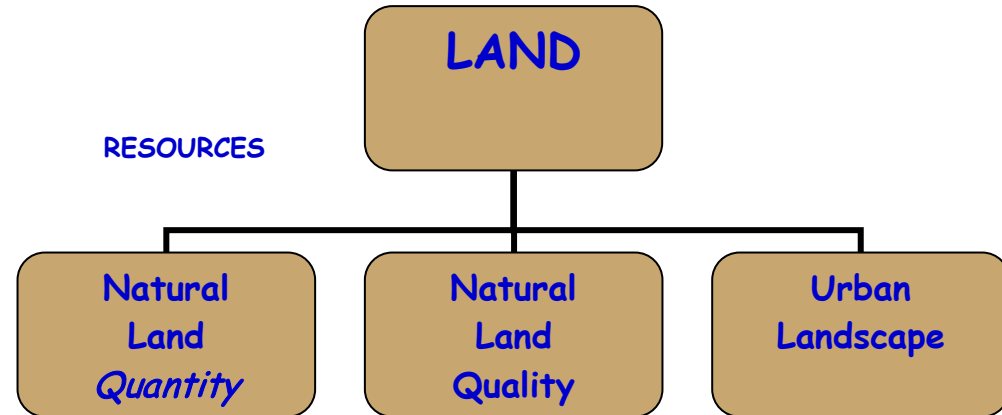 LAND
RESOURCES
Natural
Land
Quantity
Natural
Land
Quality
Urban
Landscape